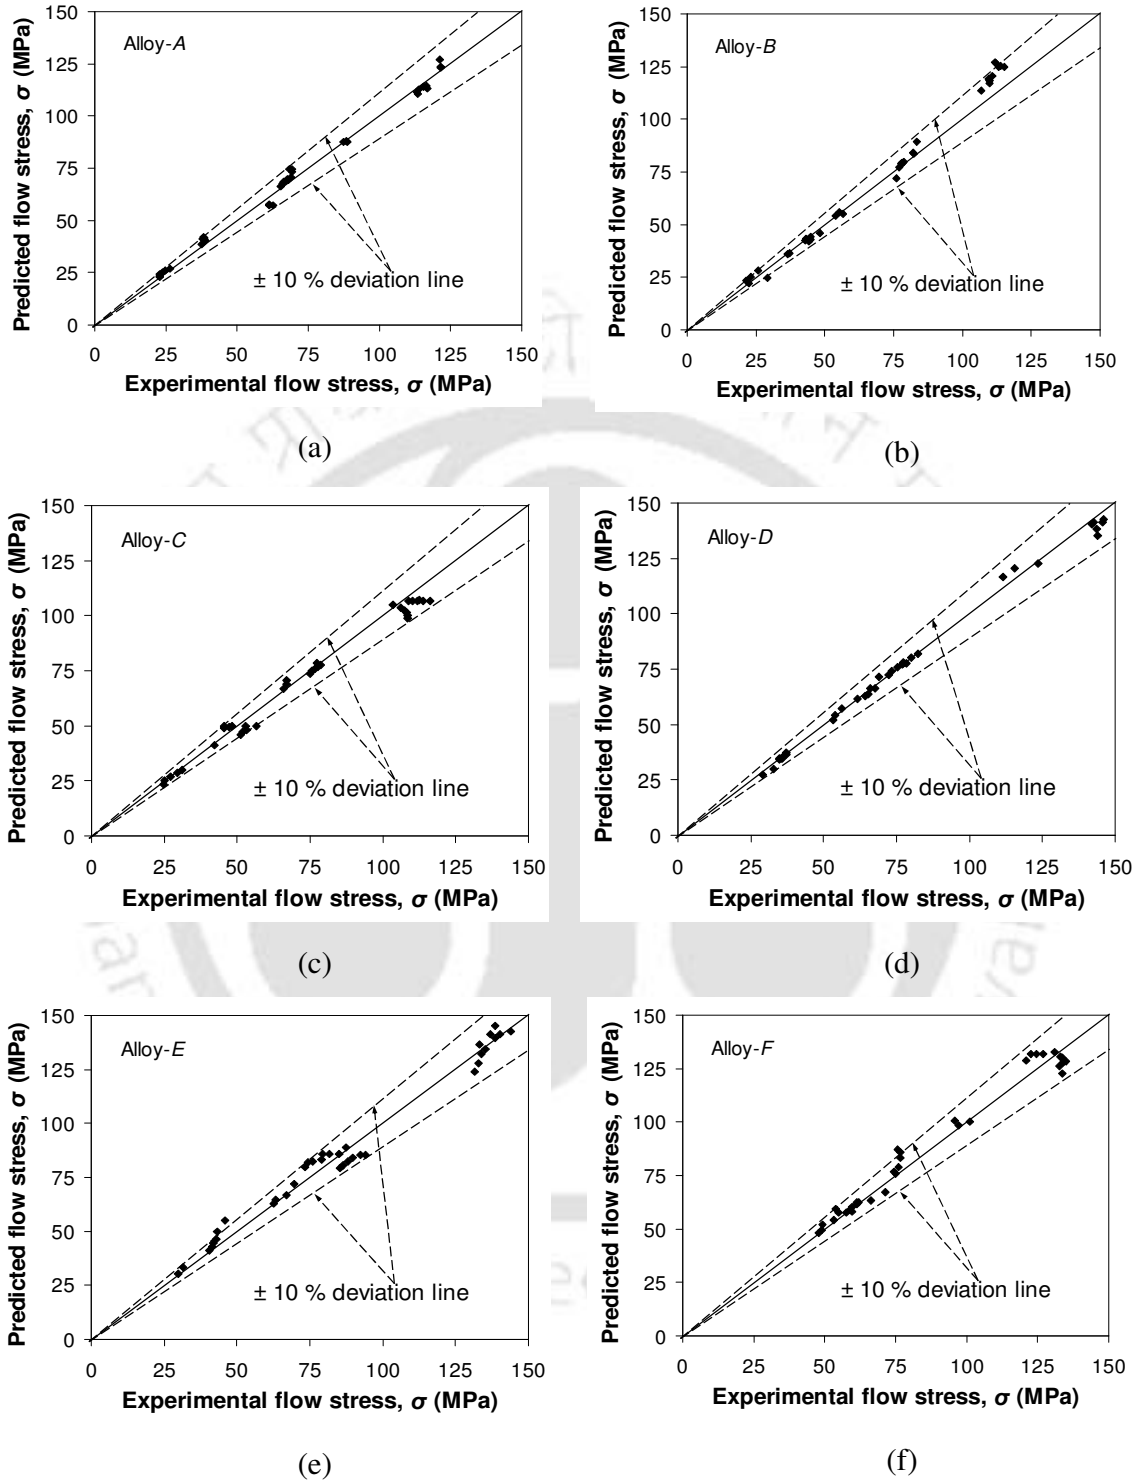 Alloy-A
Predicted flow stress, σ (MPa)
150
125
100
75
50
25
0
± 10 % deviation line
0 25 50 75 100 125 150
Experimental flow stress, σ (MPa)
(a)
Alloy-B
Predicted flow stress, σ (MPa)
150
125
100
75
50
25
0
± 10 % deviation line
0 25 50 75 100 125 150
Experimental flow stress, σ (MPa)
(b)
Alloy-C
Predicted flow stress, σ (MPa)
150
125
100
75
50
25
0
± 10 % deviation line
0 25 50 75 100 125 150
Experimental flow stress, σ (MPa)
(c)
Alloy-D
Predicted flow stress, σ (MPa)
150
125
100
75
50
25
0
± 10 % deviation line
0 25 50 75 100 125 150
Experimental flow stress, σ (MPa)
(d)
Alloy-E
Predicted flow stress, σ (MPa)
150
125
100
75
50
25
0
± 10 % deviation line
0 25 50 75 100 125 150
Experimental flow stress, σ (MPa)
(e)
Alloy-F
Predicted flow stress, σ (MPa)
150
125
100
75
50
25
0
± 10 % deviation line
0 25 50 75 100 125 150
Experimental flow stress, σ (MPa)
(f)